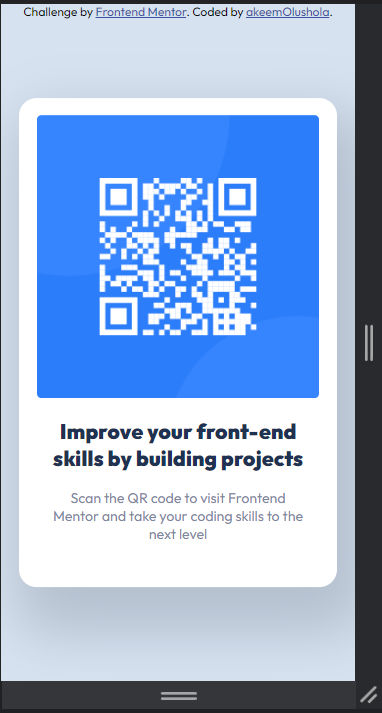 Challenge by Frontend Mentor. Coded by akeemOlushola.
Improve your front-end
skills by building projects
Scan the QR code to visit Frontend
Mentor and take your coding skills to the
next level